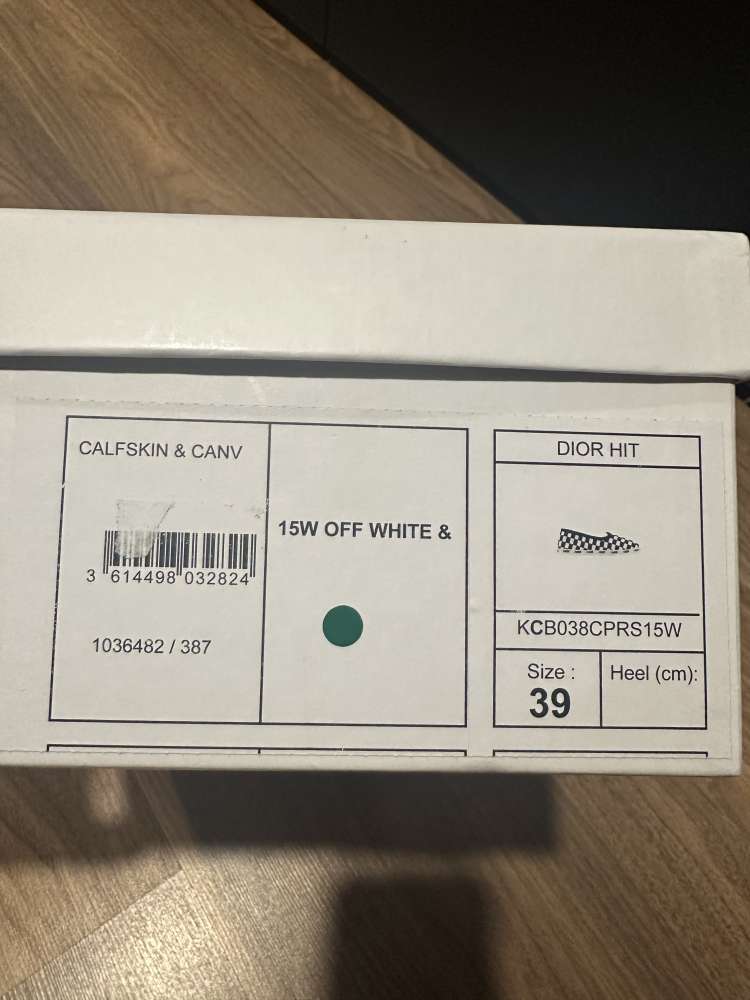 CALFSKIN & CANV
3 614498 032824
1036482 / 387
15W OFF WHITE &
DIOR HIT
KCB038CPRS15W
Size :
39
Heel (cm):